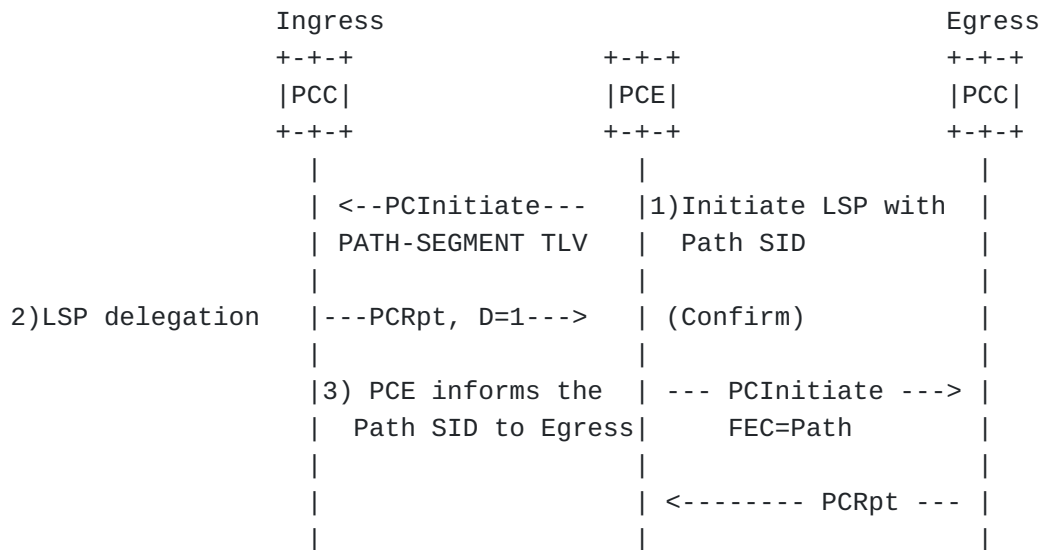 Ingress                                  Egress
                 +-+-+               +-+-+                +-+-+
                 |PCC|               |PCE|                |PCC|
                 +-+-+               +-+-+                +-+-+
                   |                   |                    |
                   | <--PCInitiate---  |1)Initiate LSP with |
                   | PATH-SEGMENT TLV  |  Path SID          |
                   |                   |                    |
2)LSP delegation   |---PCRpt, D=1--->  | (Confirm)          |
                   |                   |                    |
                   |3) PCE informs the | --- PCInitiate --->|
                   |  Path SID to Egress|    FEC=Path       |
                   |                   |                    |
                   |                   | <-------- PCRpt ---|
                   |                   |                    |